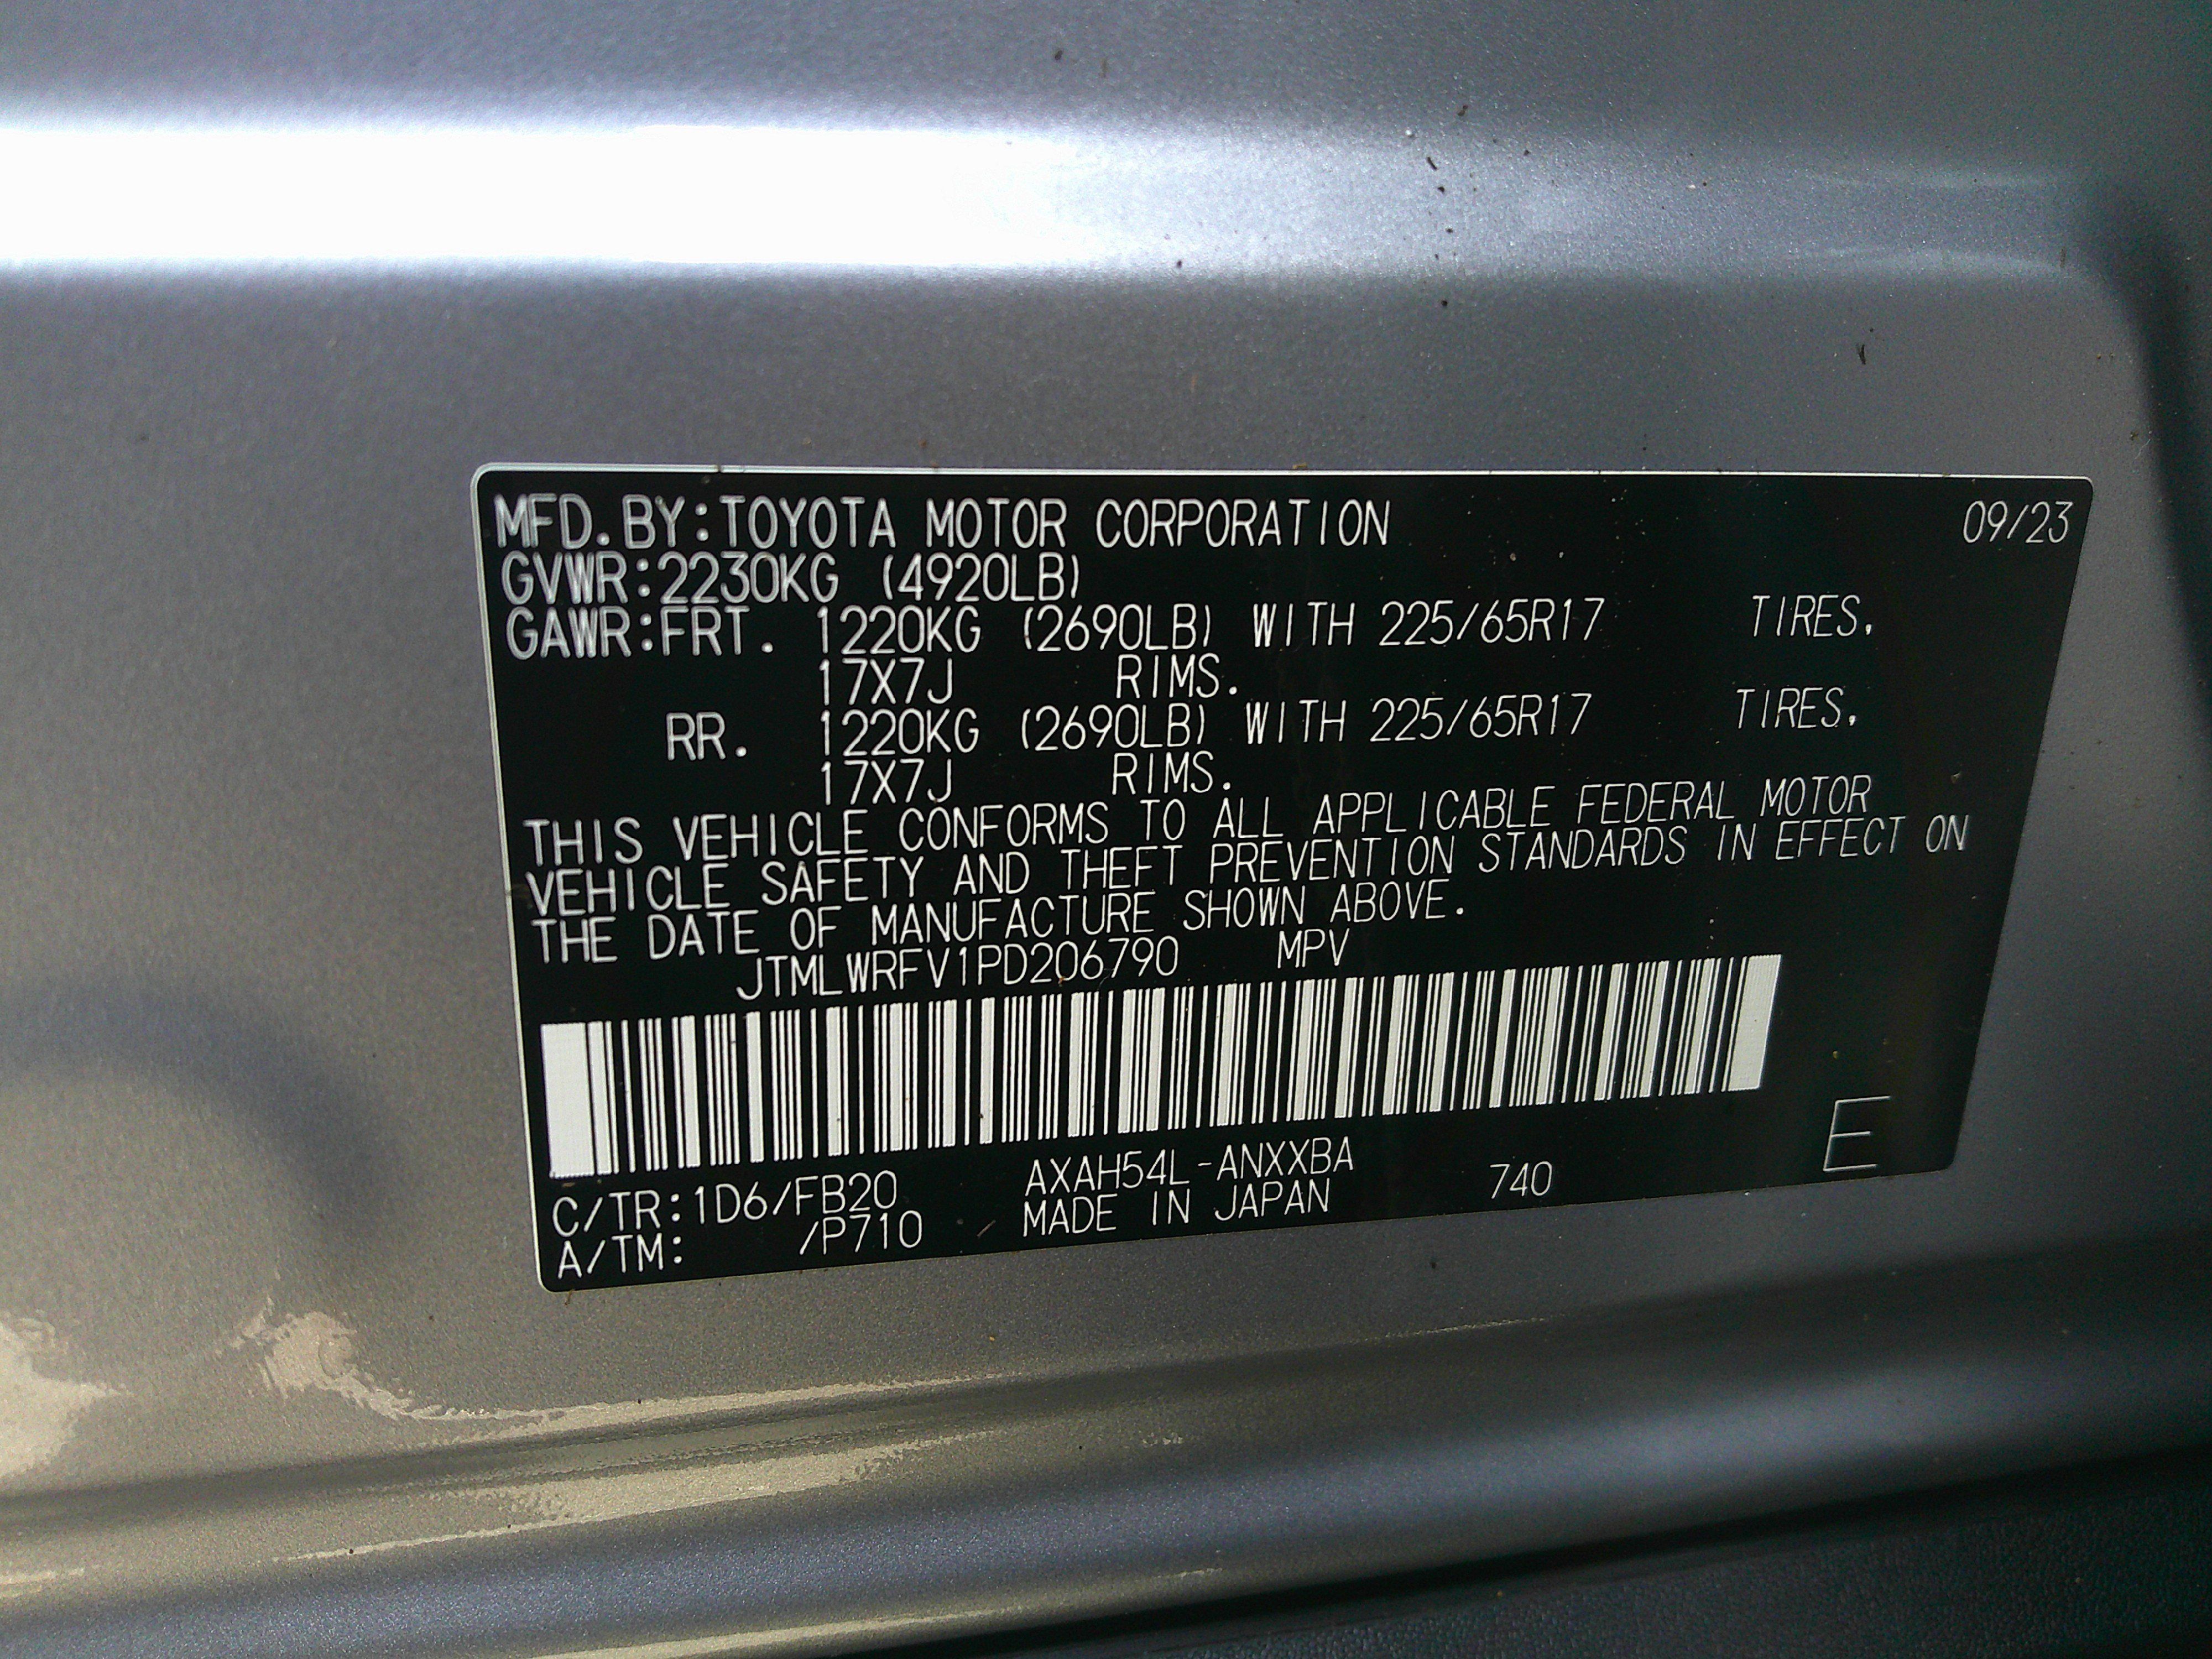 MFD.BY:TOYOTA MOTOR CORPORATION 09/23
GVWR:2230KG (4920LB)
GAWR:FRT. 1220KG (2690LB) WITH 225/65R17 TIRES.
17X7J RIMS.
RR. 1220KG (2690LB) WITH 225/65R17 TIRES.
17X7J RIMS.
THIS VEHICLE CONFORMS TO ALL APPLICABLE FEDERAL MOTOR
VEHICLE SAFETY AND THEFT PREVENTION STANDARDS IN EFFECT ON
THE DATE OF MANUFACTURE SHOWN ABOVE.
JTMLWRFV1PD206790 MPV
C/TR:1D6/FB20 AXAH54L-ANXXBA 740 E
A/TM: /P710 MADE IN JAPAN